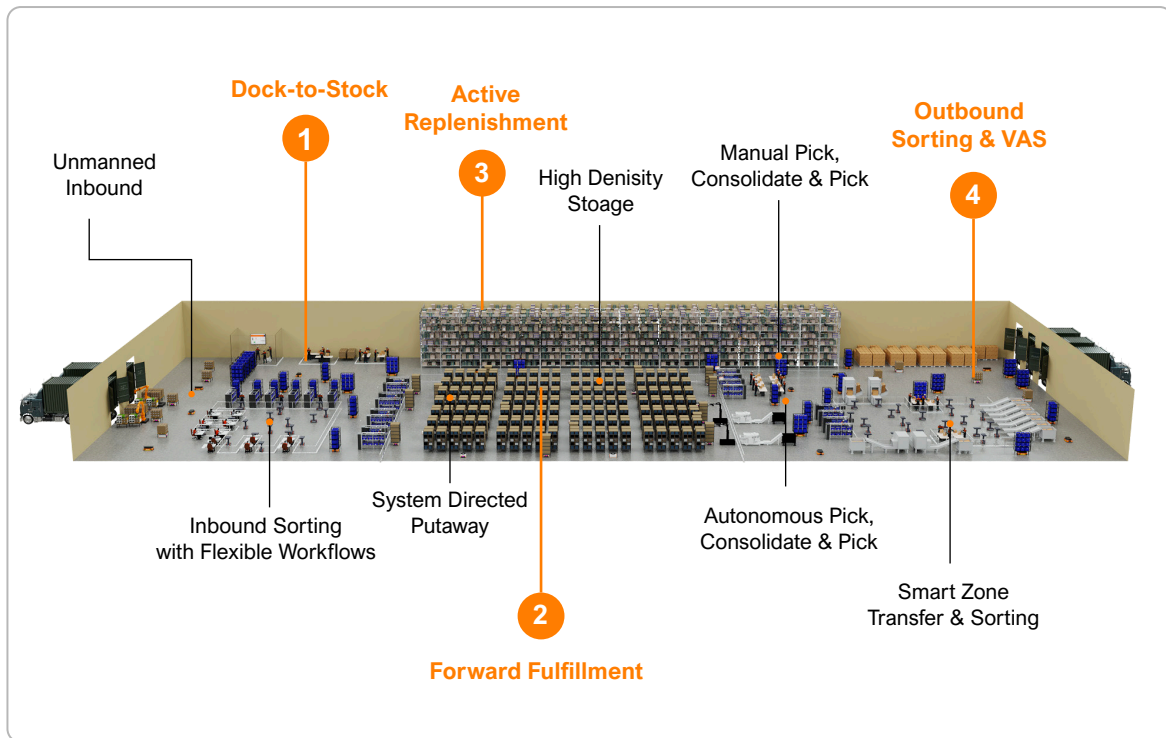 Dock-to-Stock
1
Active
Replenishment
3
Outbound
Sorting & VAS
4
Unmanned
Inbound
High Denisity
Stoage
Manual Pick,
Consolidate & Pick
Inbound Sorting
with Flexible Workflows
System Directed
Putaway
2
Forward Fulfillment
Autonomous Pick,
Consolidate & Pick
Smart Zone
Transfer & Sorting